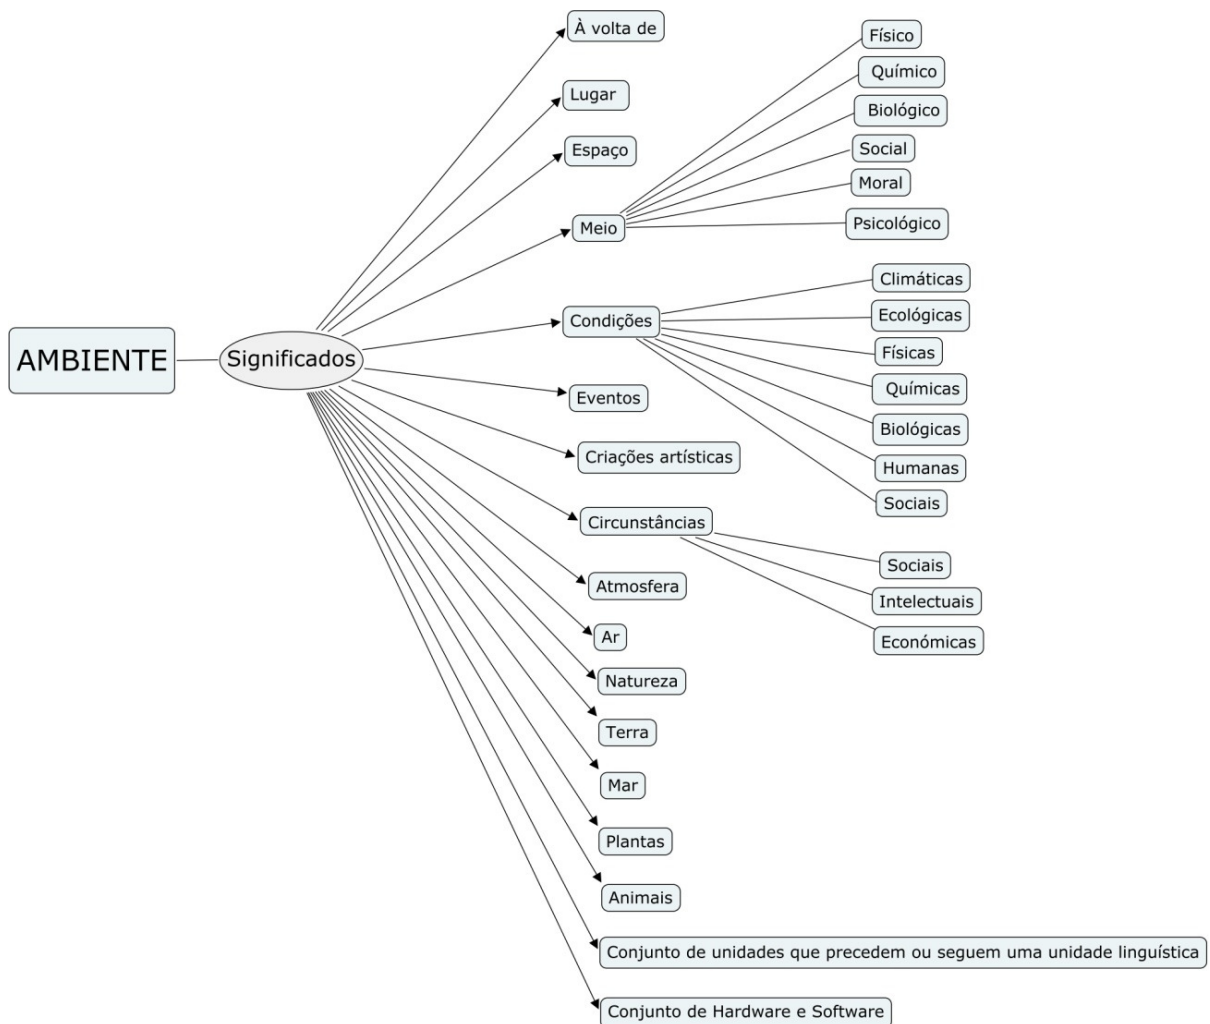 AMBIENTE
Significados
À volta de
Lugar
Espaço
Meio
Físico
Químico
Biológico
Social
Moral
Psicológico
Condições
Climáticas
Ecológicas
Físicas
Químicas
Biológicas
Humanas
Sociais
Eventos
Criações artísticas
Circunstâncias
Sociais
Intelectuais
Económicas
Atmosfera
Ar
Natureza
Terra
Mar
Plantas
Animais
Conjunto de unidades que precedem ou seguem uma unidade linguística
Conjunto de Hardware e Software